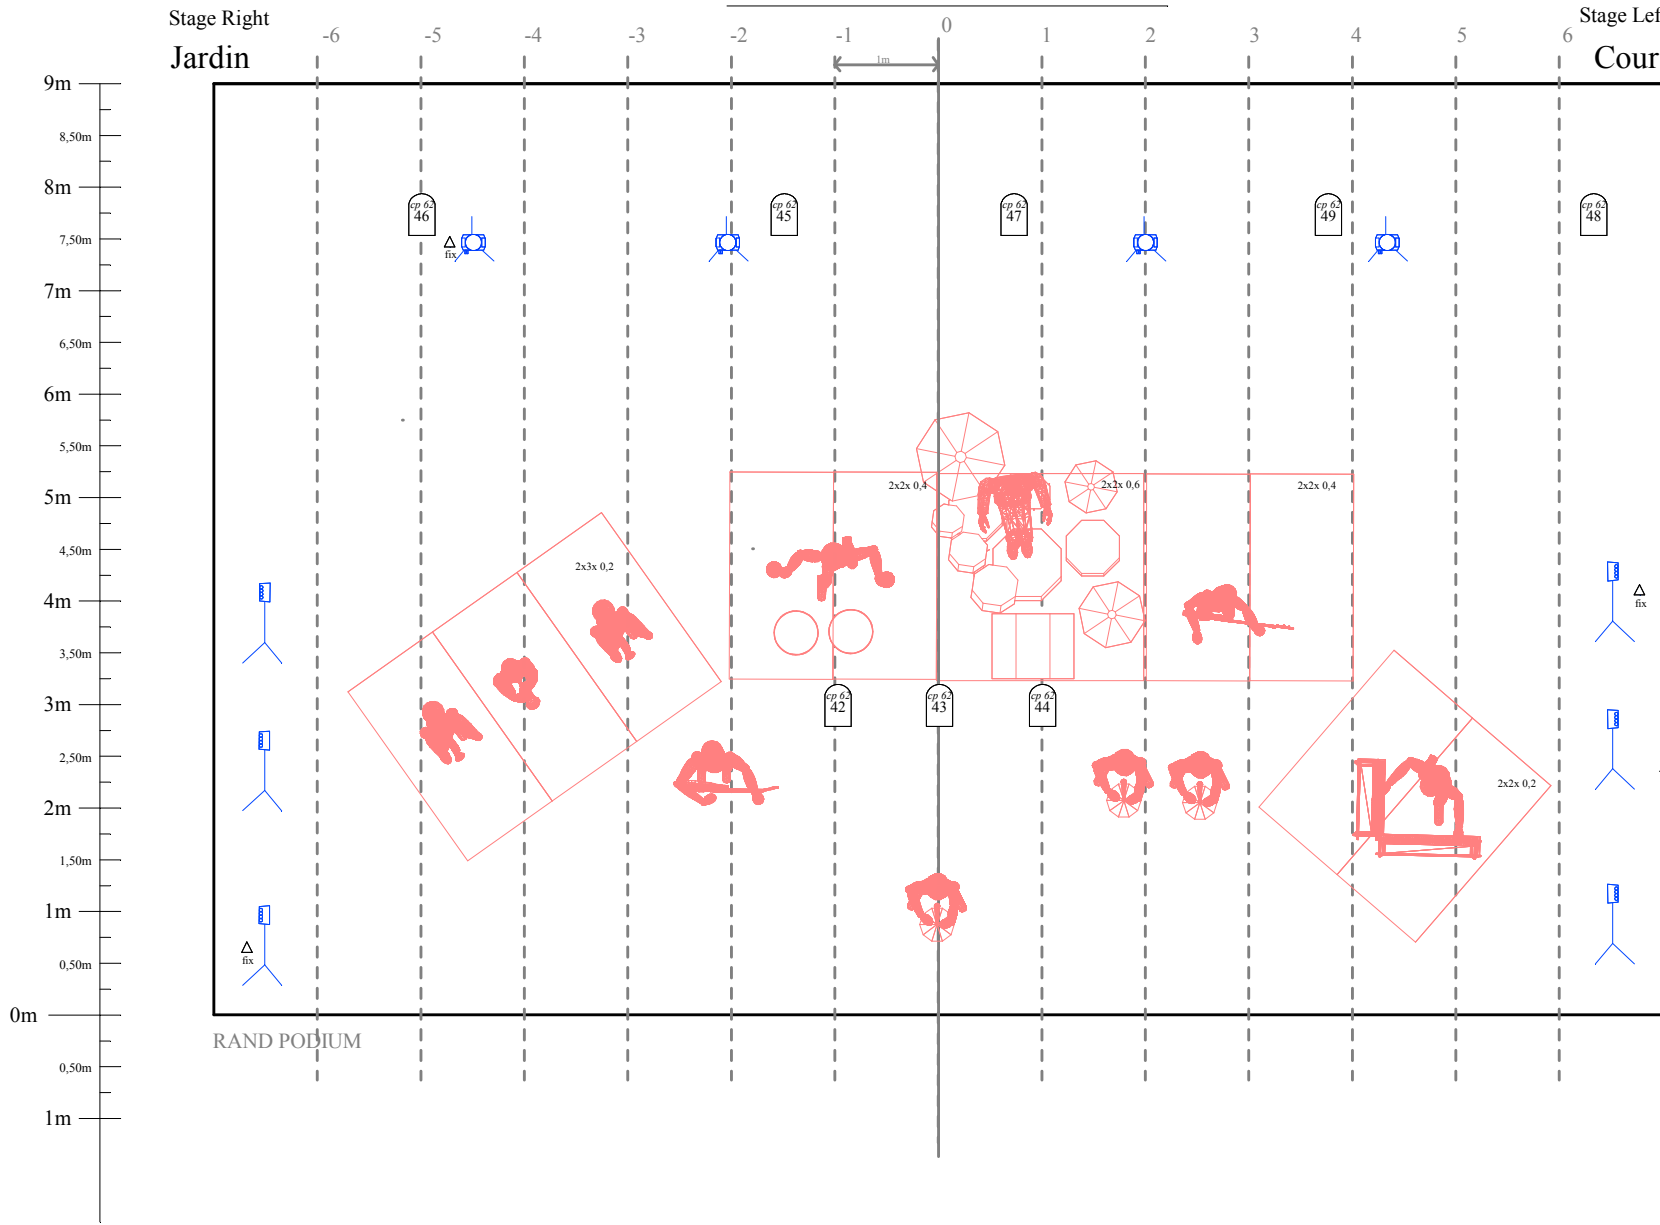 Stage Right
Stage Lef
Jardin
Cour
-6 -5 -4 -3 -2 -1 0 1 2 3 4 5 6
1m
9m
8,50m
8m
cp 62
46
cp 62
45
cp 62
47
cp 62
49
cp 62
48
7,50m
fix
7m
6,50m
6m
5,50m
5m
2x2x 0,4
2x2x 0,6
2x2x 0,4
4,50m
2x3x 0,2
4m
fix
3,50m
3m
cp 62
42
cp 62
43
cp 62
44
2,50m
2x2x 0,2
2m
1,50m
1m
fix
0,50m
0m
RAND PODIUM
0,50m
1m